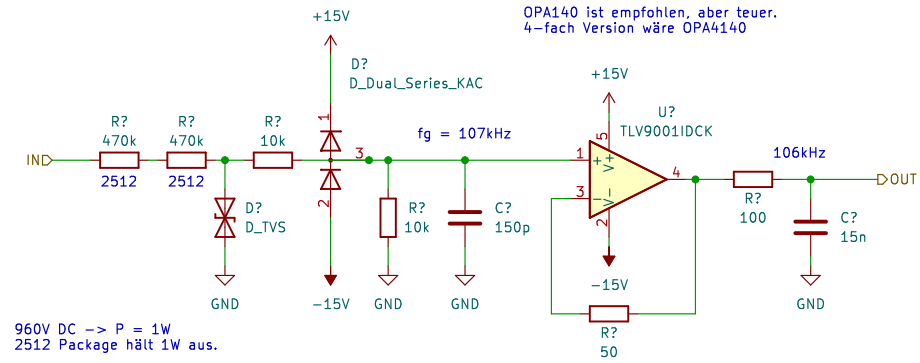 OPA140 ist empfohlen, aber teuer.
4-fach Version wäre OPA4140
+15V
D?
D_Dual_Series_KAC
+15V
U?
TLV9001IDCK
R?
470k
R?
470k
R?
10k
1
fg = 107kHz
5
V+
106kHz
IN
3
1
+
4
OUT
2512
2512
3
-
V-
2
2
D?
D_TVS
R?
10k
C?
150p
R?
100
C?
15n
GND
-15V
GND
GND
-15V
GND
R?
50
960V DC -> P = 1W
2512 Package hält 1W aus.